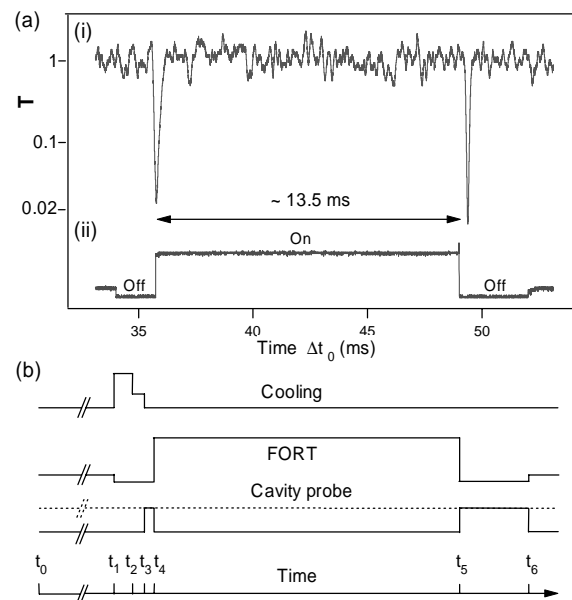 (a)
(i)
1
T
0.1
~ 13.5 ms
0.02
(ii)
On
Off
Off
35 40 45 50
Time Δt₀ (ms)
(b)
Cooling
FORT
Cavity probe
t₀ t₁ t₂ t₃ t₄ t₅ t₆
Time